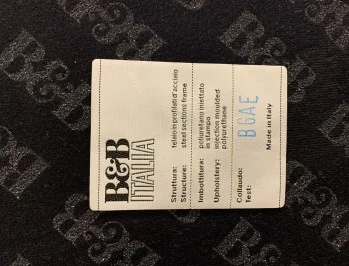 B&B
ITALIA
Struttura: telaio in profilati d'acciaio
Structure: steel sections frame
Imbottitura: poliuretano iniettato
in stampo
Upholstery: injection moulded
polyurethane
Collaudo:
Test: BGAE
Made in Italy